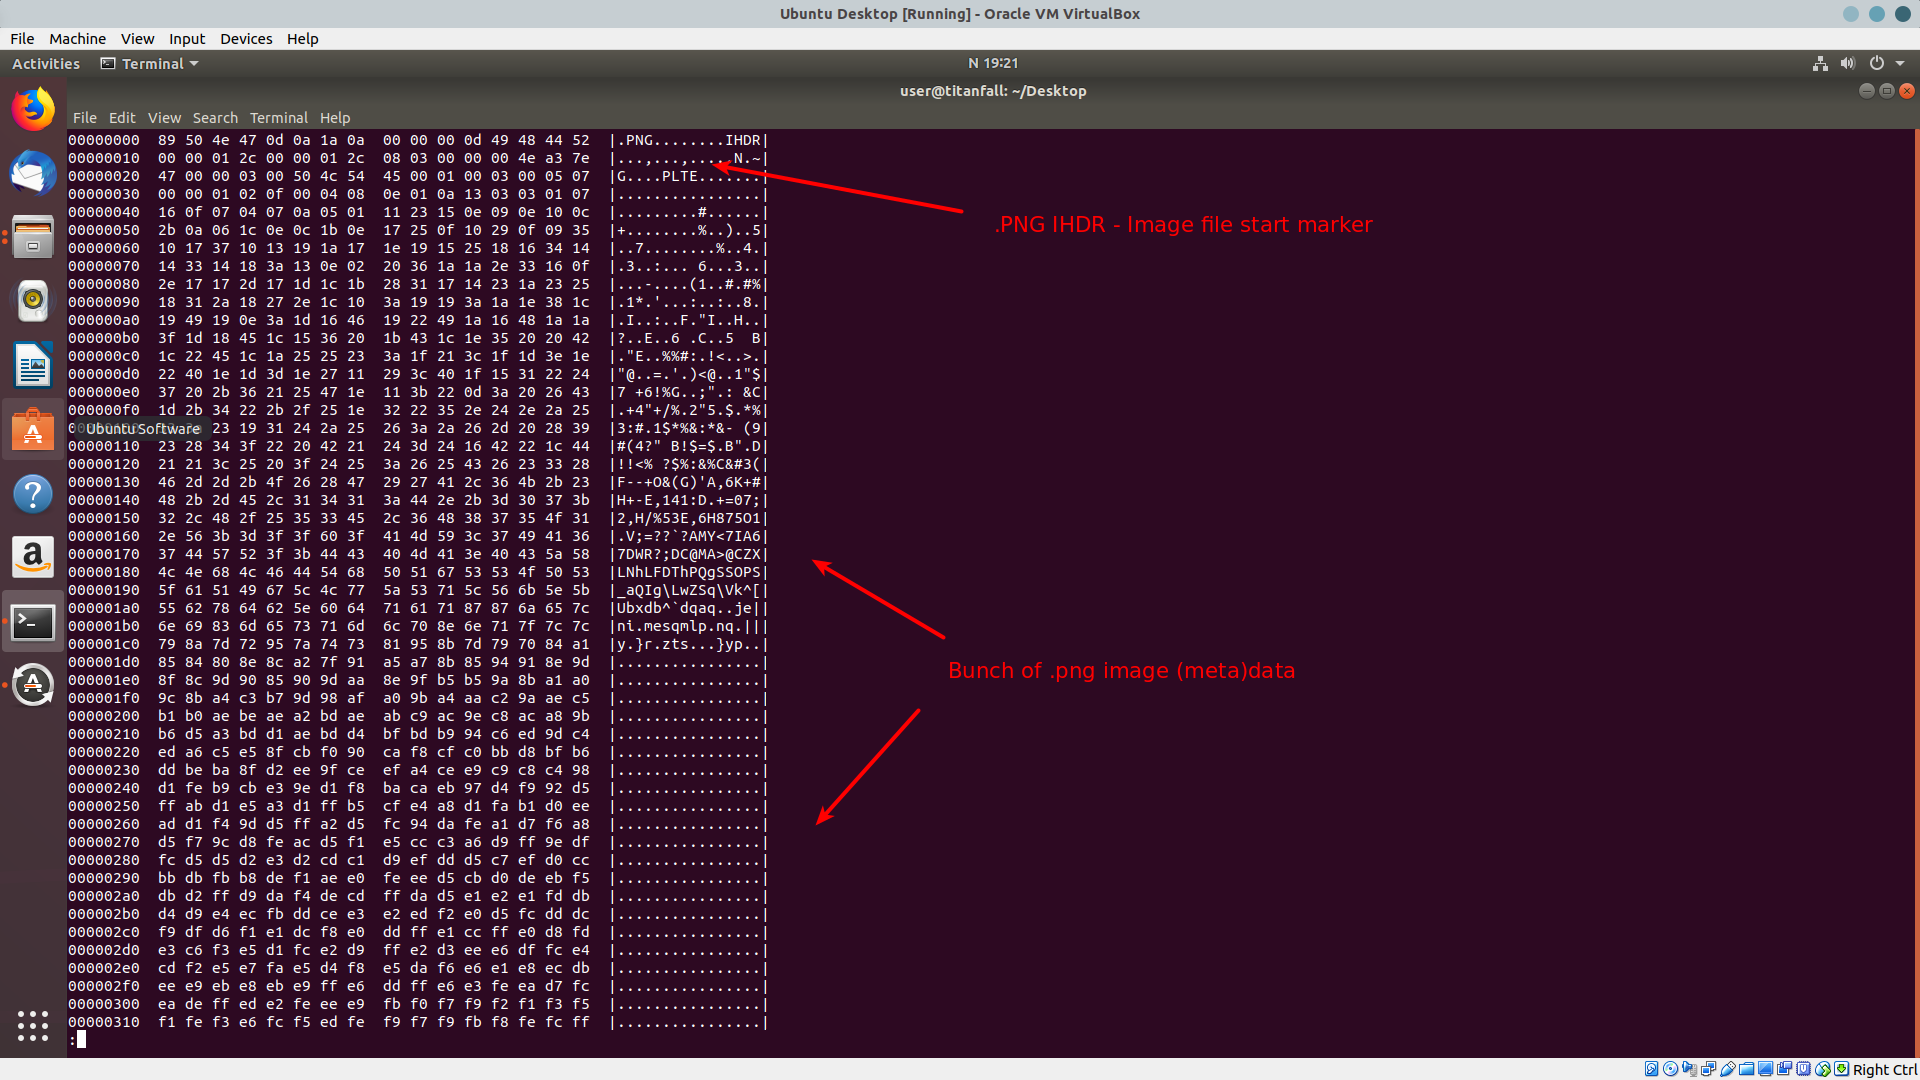 Ubuntu Desktop [Running] - Oracle VM VirtualBox
File Machine View Input Devices Help
Activities Terminal N 19:21
user@titanfall: ~/Desktop
File Edit View Search Terminal Help
00000000  89 50 4e 47 0d 0a 1a 0a  00 00 00 0d 49 48 44 52  |.PNG........IHDR|
00000010  00 00 01 2c 00 00 01 2c  08 03 00 00 00 4e a3 7e  |...,...,.....N.~|
00000020  47 00 00 03 00 50 4c 54  45 00 01 00 03 00 05 07  |G....PLTE.......|
00000030  00 00 01 02 0f 00 04 08  0e 01 0a 13 03 03 01 07  |................|
.PNG IHDR - Image file start marker
00000040  16 0f 07 04 07 0a 05 01  11 23 15 0e 09 0e 10 0c  |.........#......|
00000050  2b 0a 06 1c 0e 0c 1b 0e  17 25 0f 10 29 0f 09 35  |+........%..)..5|
00000060  10 17 37 10 13 19 1a 17  1e 19 15 25 18 16 34 14  |..7........%..4.|
00000070  14 33 14 18 3a 13 0e 02  20 36 1a 1a 2e 33 16 0f  |.3..:... 6...3..|
00000080  2e 17 17 2d 17 1d 1c 1b  28 31 17 14 23 1a 23 25  |...-....(1..#.#%|
00000090  18 31 2a 18 27 2e 1c 10  3a 19 19 3a 1a 1e 38 1c  |.1*.'...:..:..8.|
000000a0  19 49 19 0e 3a 1d 16 46  19 22 49 1a 16 48 1a 1a  |.I..:..F."I..H..|
000000b0  3f 1d 18 45 1c 15 36 20  1b 43 1c 1e 35 20 20 42  |?..E..6 .C..5  B|
000000c0  1c 22 45 1c 1a 25 25 23  3a 1f 21 3c 1f 1d 3e 1e  |."E..%%#:.!<..>.|
000000d0  22 40 1e 1d 3d 1e 27 11  29 3c 40 1f 15 31 22 24  |"@..=.'.)<@..1"$|
000000e0  37 20 2b 36 21 25 47 1e  11 3b 22 0d 3a 20 26 43  |7 +6!%G..;".: &C|
000000f0  1d 2b 34 22 2b 2f 25 1e  32 22 35 2e 24 2e 2a 25  |.+4"+/%.2"5.$.*%|
Ubuntu Software 23 19 31 24 2a 25  26 3a 2a 26 2d 20 28 39  |3:#.1$*%&:*&- (9|
00000110  23 28 34 3f 22 20 42 21  24 3d 24 16 42 22 1c 44  |#(4?" B!$=$.B".D|
00000120  21 21 3c 25 20 3f 24 25  3a 26 25 43 26 23 33 28  |!!<% ?$%:&%C&#3(|
00000130  46 2d 2d 2b 4f 26 28 47  29 27 41 2c 36 4b 2b 23  |F--+O&(G)'A,6K+#|
00000140  48 2b 2d 45 2c 31 34 31  3a 44 2e 2b 3d 30 37 3b  |H+-E,141:D.+=07;|
00000150  32 2c 48 2f 25 35 33 45  2c 36 48 38 37 35 4f 31  |2,H/%53E,6H875O1|
00000160  2e 56 3b 3d 3f 3f 60 3f  41 4d 59 3c 37 49 41 36  |.V;=??`?AMY<7IA6|
00000170  37 44 57 52 3f 3b 44 43  40 4d 41 3e 40 43 5a 58  |7DWR?;DC@MA>@CZX|
00000180  4c 4e 68 4c 46 44 54 68  50 51 67 53 53 4f 50 53  |LNhLFDThPQgSSOPS|
00000190  5f 61 51 49 67 5c 4c 77  5a 53 71 5c 56 6b 5e 5b  |_aQIg\LwZSq\Vk^[|
000001a0  55 62 78 64 62 5e 60 64  71 61 71 87 87 6a 65 7c  |Ubxdb^`dqaq..je||
000001b0  6e 69 83 6d 65 73 71 6d  6c 70 8e 6e 71 7f 7c 7c  |ni.mesqmlp.nq.|||
000001c0  79 8a 7d 72 95 7a 74 73  81 95 8b 7d 79 70 84 a1  |y.}r.zts...}yp..|
000001d0  85 84 80 8e 8c a2 7f 91  a5 a7 8b 85 94 91 8e 9d  |................|
Bunch of .png image (meta)data
000001e0  8f 8c 9d 90 85 90 9d aa  8e 9f b5 b5 9a 8b a1 a0  |................|
000001f0  9c 8b a4 c3 b7 9d 98 af  a0 9b a4 aa c2 9a ae c5  |................|
00000200  b1 b0 ae be ae a2 bd ae  ab c9 ac 9e c8 ac a8 9b  |................|
00000210  b6 d5 a3 bd d1 ae bd d4  bf bd b9 94 c6 ed 9d c4  |................|
00000220  ed a6 c5 e5 8f cb f0 90  ca f8 cf c0 bb d8 bf b6  |................|
00000230  dd be ba 8f d2 ee 9f ce  ef a4 ce e9 c9 c8 c4 98  |................|
00000240  d1 fe b9 cb e3 9e d1 f8  ba ca eb 97 d4 f9 92 d5  |................|
00000250  ff ab d1 e5 a3 d1 ff b5  cf e4 a8 d1 fa b1 d0 ee  |................|
00000260  ad d1 f4 9d d5 ff a2 d5  fc 94 da fe a1 d7 f6 a8  |................|
00000270  d5 f7 9c d8 fe ac d5 f1  e5 cc c3 a6 d9 ff 9e df  |................|
00000280  fc d5 d5 d2 e3 d2 cd c1  d9 ef dd d5 c7 ef d0 cc  |................|
00000290  bb db fb b8 de f1 ae e0  fe ee d5 cb d0 de eb f5  |................|
000002a0  db d2 ff d9 da f4 de cd  ff da d5 e1 e2 e1 fd db  |................|
000002b0  d4 d9 e4 ec fb dd ce e3  e2 ed f2 e0 d5 fc dd dc  |................|
000002c0  f9 df d6 f1 e1 dc f8 e0  dd ff e1 cc ff e0 d8 fd  |................|
000002d0  e3 c6 f3 e5 d1 fc e2 d9  ff e2 d3 ee e6 df fc e4  |................|
000002e0  cd f2 e5 e7 fa e5 d4 f8  e5 da f6 e6 e1 e8 ec db  |................|
000002f0  ee e9 eb e8 eb e9 ff e6  dd ff e6 e3 fe ea d7 fc  |................|
00000300  ea de ff ed e2 fe ee e9  fb f0 f7 f9 f2 f1 f3 f5  |................|
00000310  f1 fe f3 e6 fc f5 ed fe  f9 f7 f9 fb f8 fe fc ff  |................|
:
Right Ctrl